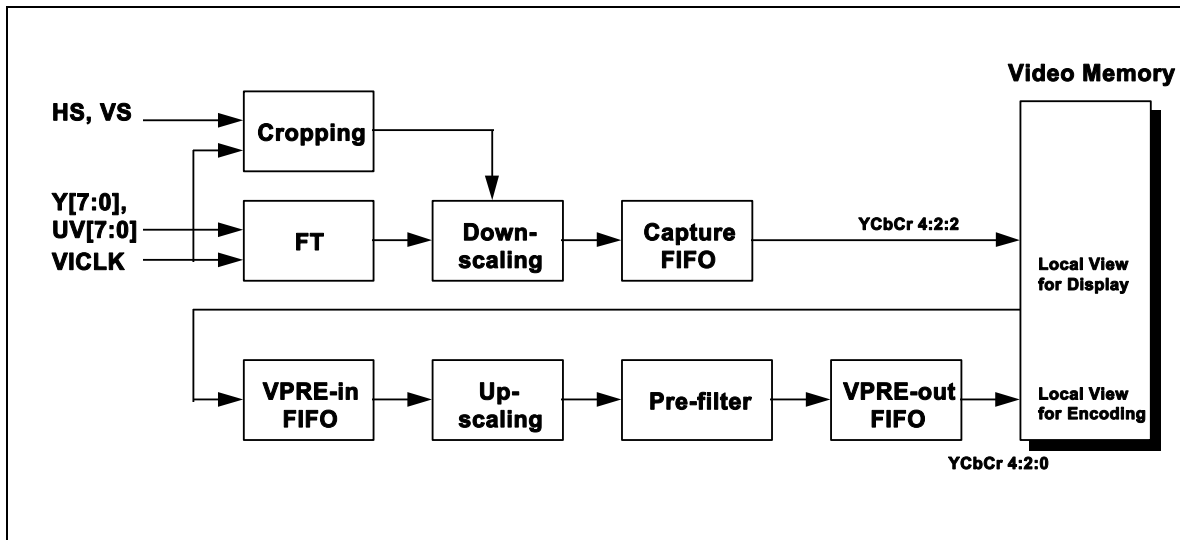 Video Memory
HS, VS
Cropping
Y[7:0],
UV[7:0]
VICLK
FT
Down-
scaling
Capture
FIFO
YCbCr 4:2:2
Local View
for Display
VPRE-in
FIFO
Up-
scaling
Pre-filter
VPRE-out
FIFO
Local View
for Encoding
YCbCr 4:2:0